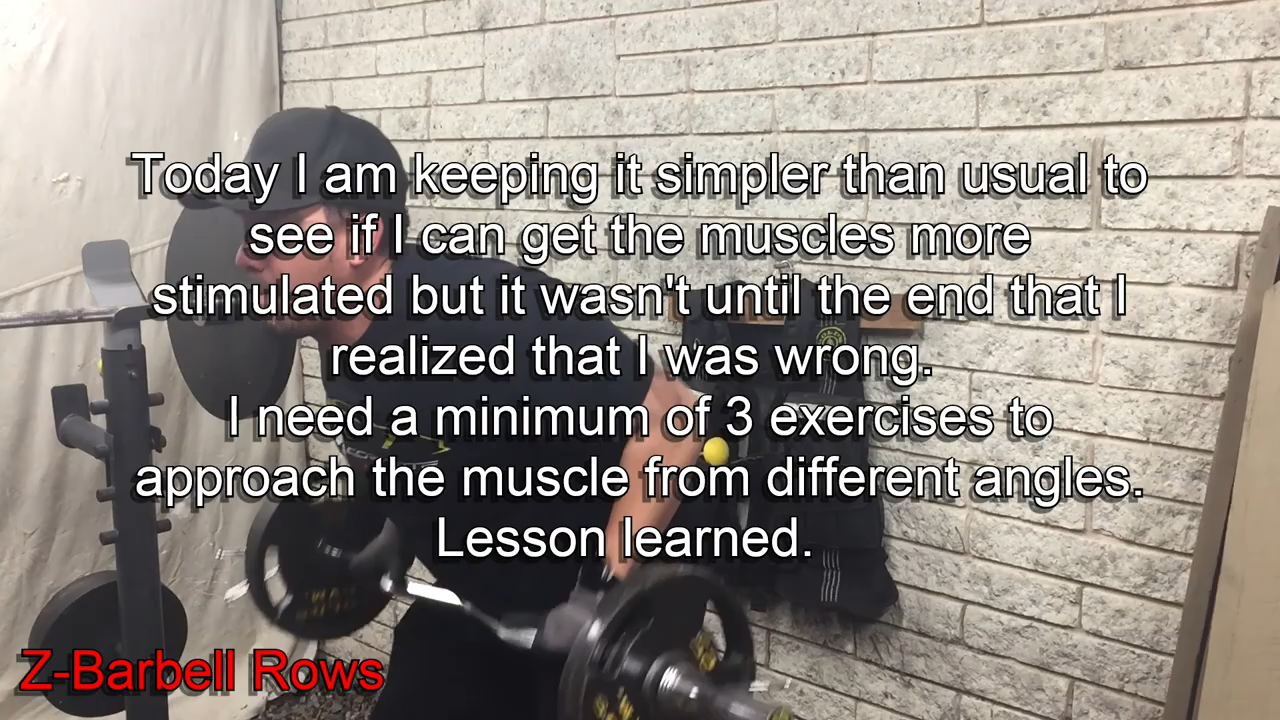 Today I am keeping it simpler than usual to
see if I can get the muscles more
stimulated but it wasn't until the end that I
realized that I was wrong.
I need a minimum of 3 exercises to
approach the muscle from different angles.
Lesson learned.
Z-Barbell Rows